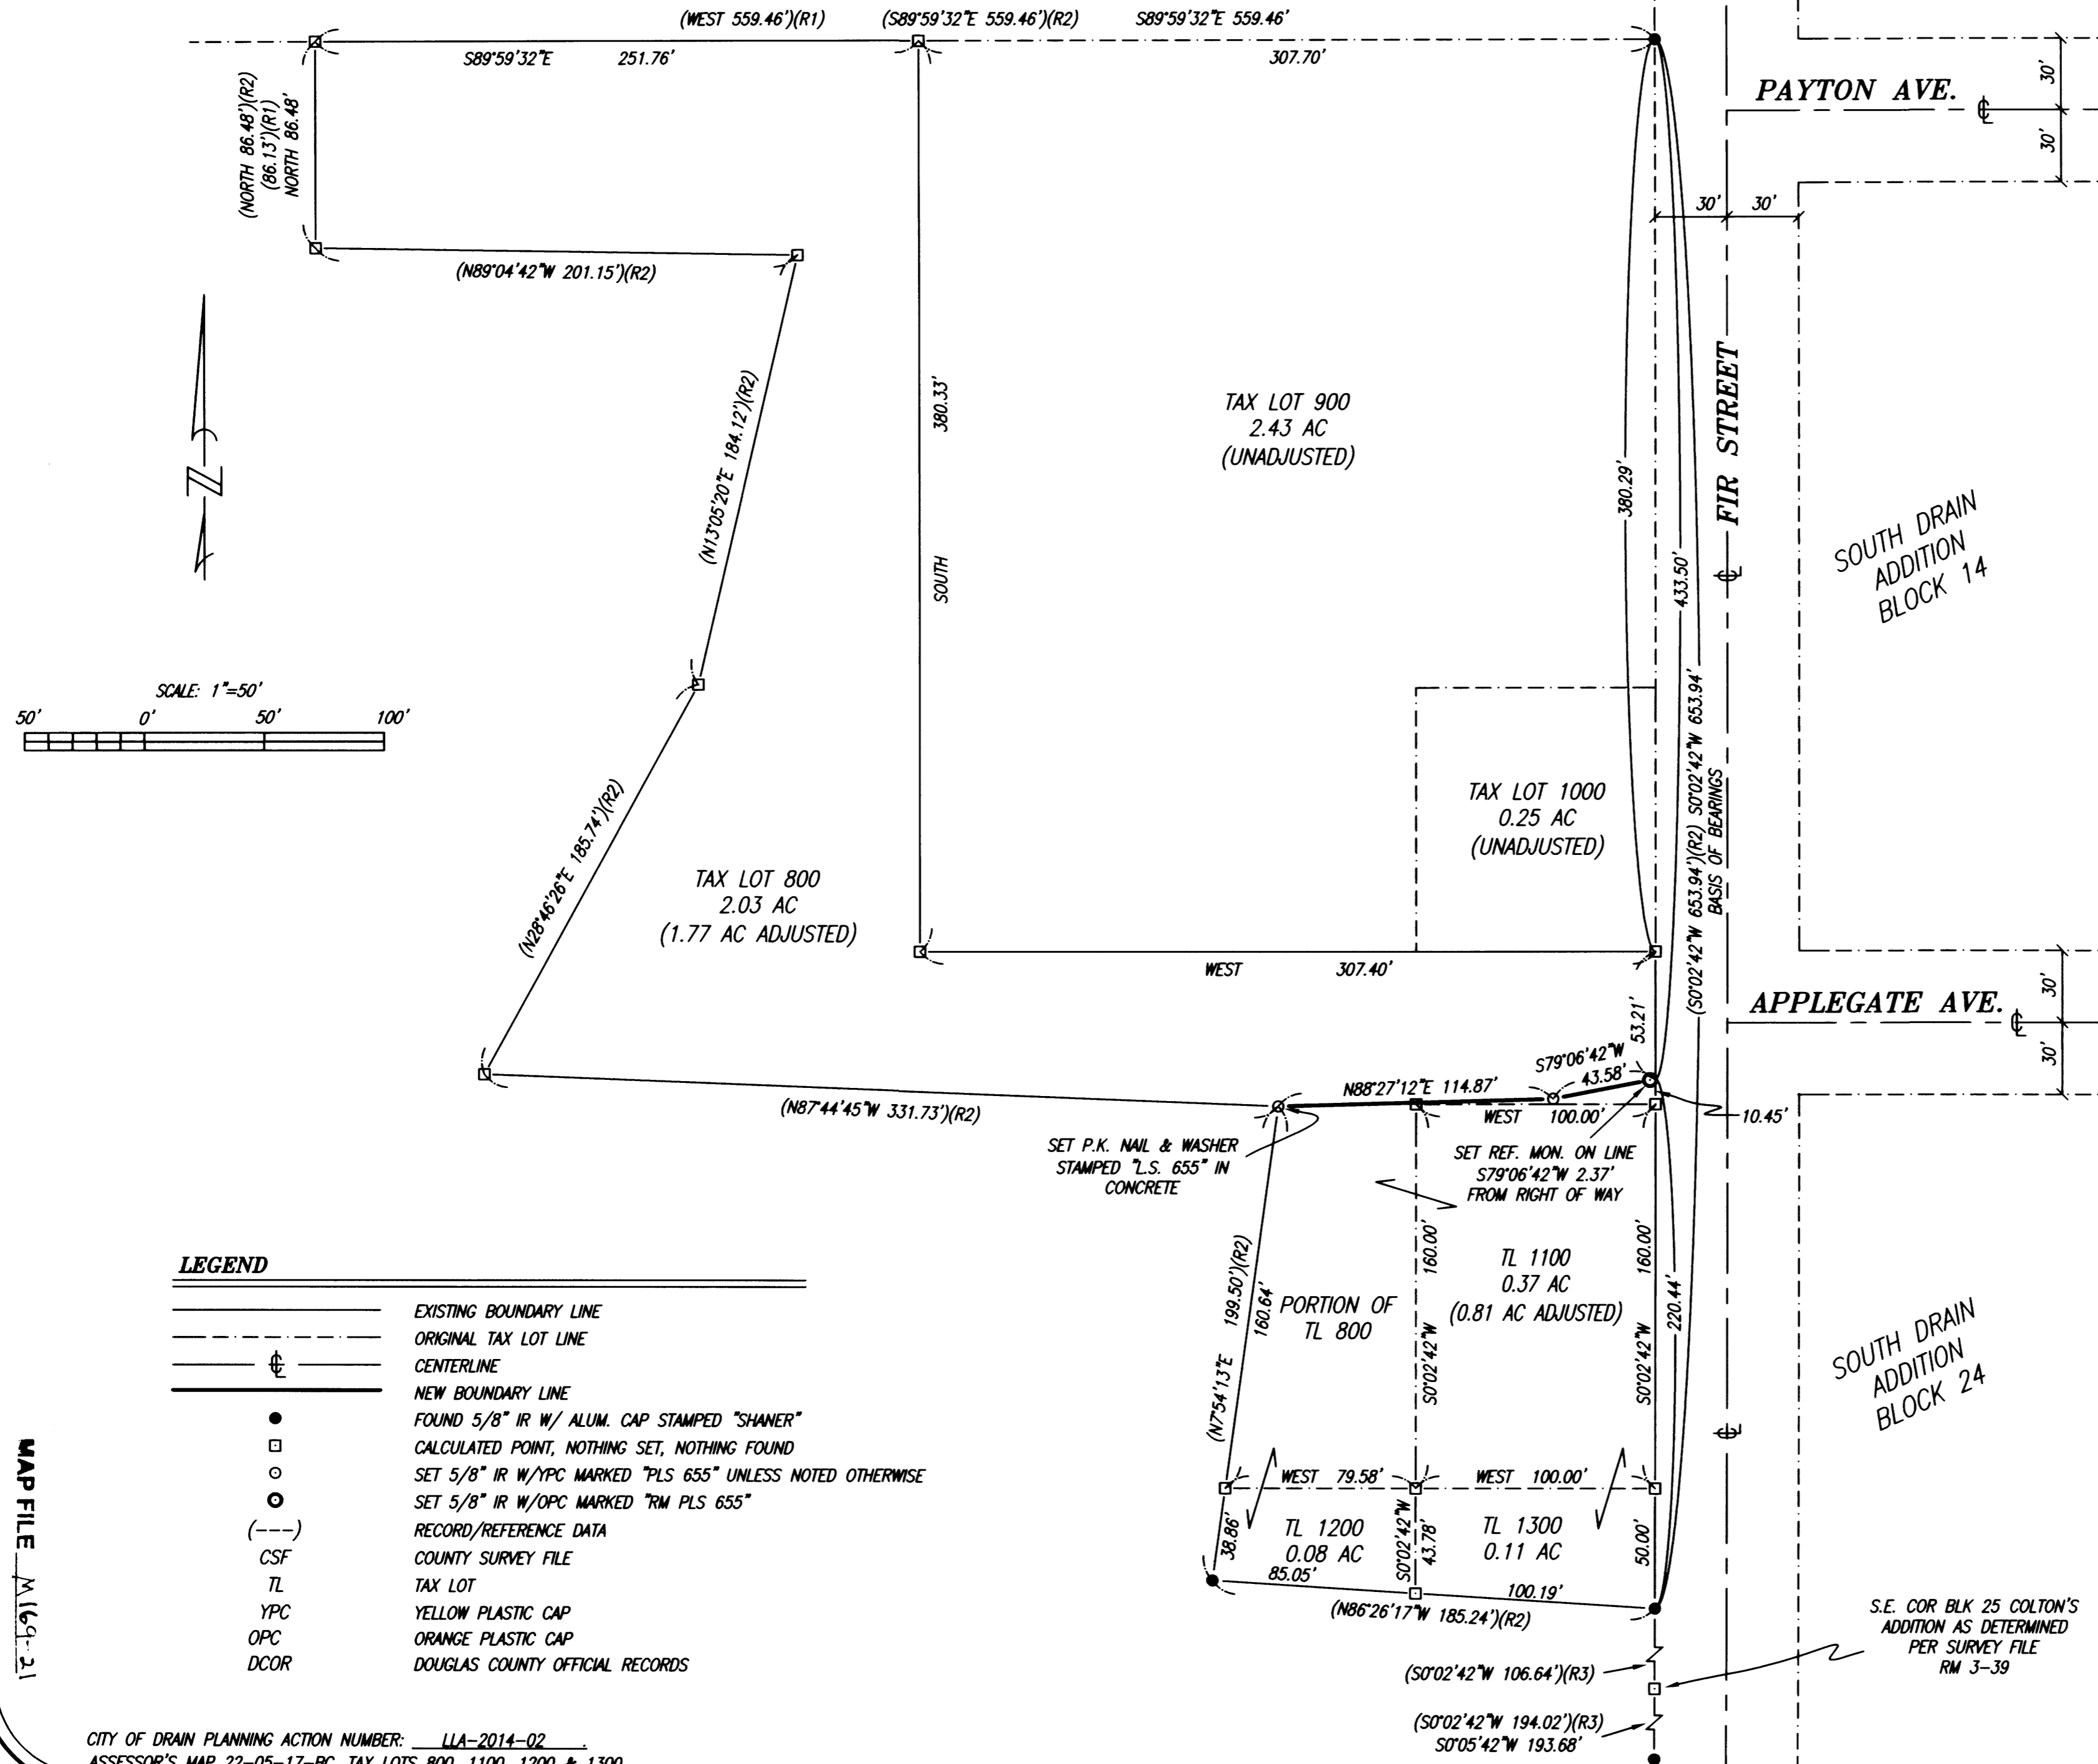 (WEST 559.46')(R1)
(S89°59'32"E 559.46')(R2)
S89°59'32"E 559.46'
S89°59'32"E 251.76'
307.70'
(NORTH 86.48')(R2)
(86.13')(R1)
NORTH 86.48'
PAYTON AVE.
30'
30'
30' 30'
(N89°04'42"W 201.15')(R2)
(N13°05'20"E 184.12')(R2)
380.33'
SOUTH
TAX LOT 900
2.43 AC
(UNADJUSTED)
380.29'
433.50'
FIR STREET
SOUTH DRAIN
ADDITION
BLOCK 14
N
SCALE: 1"=50'
50' 0' 50' 100'
(N28°46'26"E 185.74')(R2)
TAX LOT 800
2.03 AC
(1.77 AC ADJUSTED)
TAX LOT 1000
0.25 AC
(UNADJUSTED)
(S0°02'42"W 653.94')(R2) S0°02'42"W 653.94'
BASIS OF BEARINGS
WEST 307.40'
53.21'
APPLEGATE AVE.
30'
30'
S79°06'42"W
43.58'
N88°27'12"E 114.87'
(N87°44'45"W 331.73')(R2)
WEST 100.00'
10.45'
SET P.K. NAIL & WASHER
STAMPED "L.S. 655" IN
CONCRETE
SET REF. MON. ON LINE
S79°06'42"W 2.37'
FROM RIGHT OF WAY
(N7°54'13"E 199.50')(R2)
160.64'
PORTION OF
TL 800
160.00'
S0°02'42"W
TL 1100
0.37 AC
(0.81 AC ADJUSTED)
160.00'
S0°02'42"W
220.44'
SOUTH DRAIN
ADDITION
BLOCK 24
WEST 79.58'
WEST 100.00'
38.86'
TL 1200
0.08 AC
S0°02'42"W
43.78'
TL 1300
0.11 AC
50.00'
85.05'
100.19'
(N86°26'17"W 185.24')(R2)
S.E. COR BLK 25 COLTON'S
ADDITION AS DETERMINED
PER SURVEY FILE
RM 3-39
(S0°02'42"W 106.64')(R3)
(S0°02'42"W 194.02')(R3)
S0°05'42"W 193.68'
LEGEND
EXISTING BOUNDARY LINE
ORIGINAL TAX LOT LINE
CENTERLINE
NEW BOUNDARY LINE
FOUND 5/8" IR W/ ALUM. CAP STAMPED "SHANER"
CALCULATED POINT, NOTHING SET, NOTHING FOUND
SET 5/8" IR W/YPC MARKED "PLS 655" UNLESS NOTED OTHERWISE
SET 5/8" IR W/OPC MARKED "RM PLS 655"
(---) RECORD/REFERENCE DATA
CSF COUNTY SURVEY FILE
TL TAX LOT
YPC YELLOW PLASTIC CAP
OPC ORANGE PLASTIC CAP
DCOR DOUGLAS COUNTY OFFICIAL RECORDS
MAP FILE M169-21
CITY OF DRAIN PLANNING ACTION NUMBER: LLA-2014-02 .
ASSESSOR'S MAP 22-05-17-BC, TAX LOTS 800, 1100, 1200 & 1300